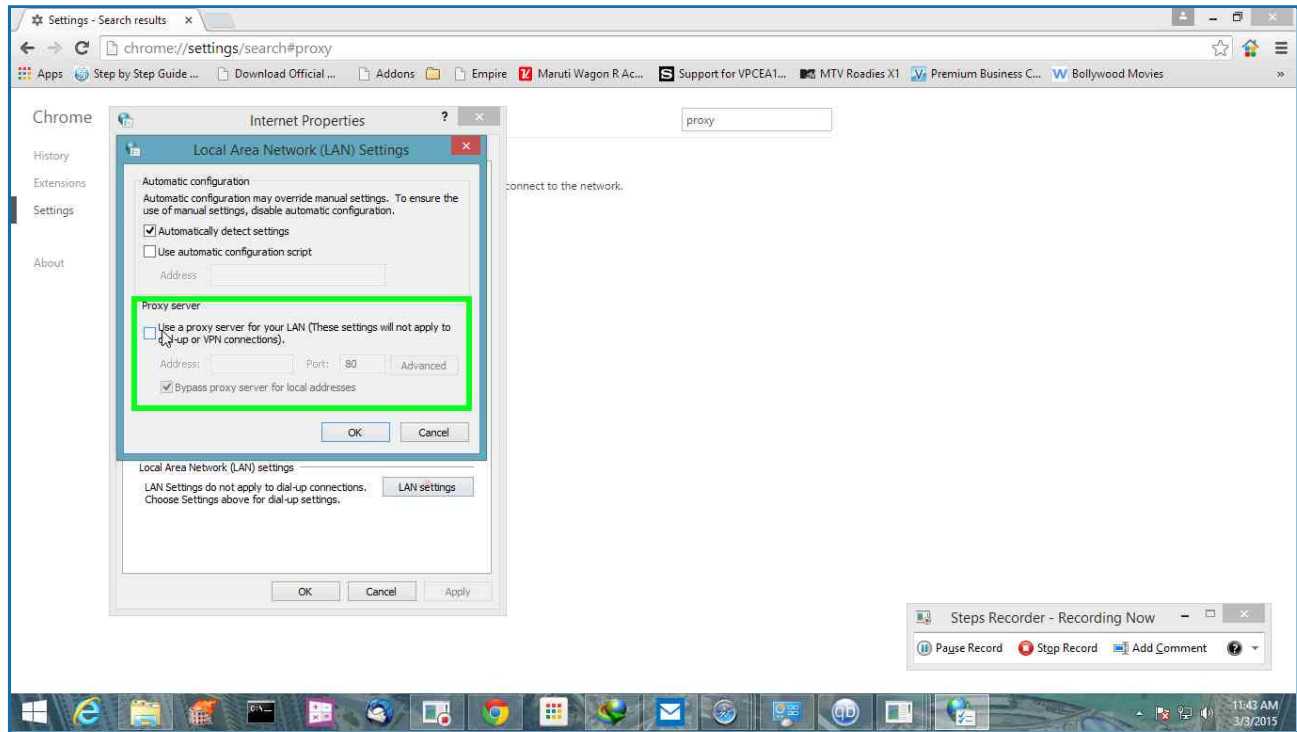 Settings - Search results
chrome://settings/search#proxy
Apps
Step by Step Guide ...
Download Official ...
Addons
Empire
Maruti Wagon R Ac...
Support for VPCEA1...
MTV Roadies X1
Premium Business C...
Bollywood Movies
Chrome
proxy
History
Extensions
Settings
About
connect to the network.
Internet Properties
Local Area Network (LAN) Settings
Automatic configuration
Automatic configuration may override manual settings. To ensure the
use of manual settings, disable automatic configuration.
Automatically detect settings
Use automatic configuration script
Address
Proxy server
Use a proxy server for your LAN (These settings will not apply to
or VPN connections).
Address:
Port: 80
Advanced
Bypass proxy server for local addresses
OK
Cancel
Local Area Network (LAN) settings
LAN Settings do not apply to dial-up connections.
Choose Settings above for dial-up settings.
LAN settings
OK
Cancel
Apply
Steps Recorder - Recording Now
Pause Record
Stop Record
Add Comment
11:43 AM
3/3/2015